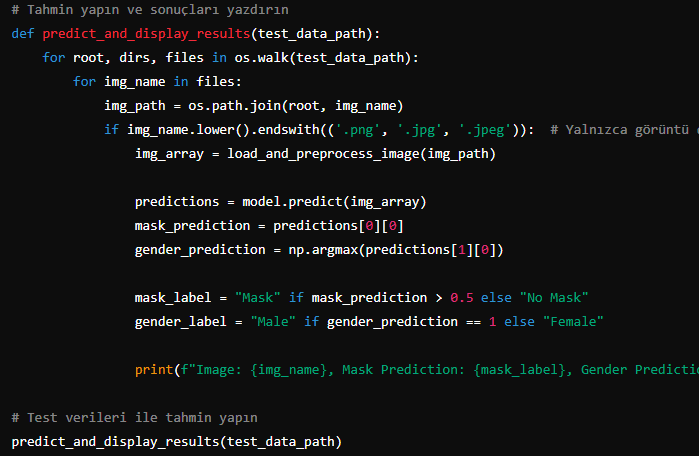 # Tahmin yapın ve sonuçları yazdırın
def predict_and_display_results(test_data_path):
    for root, dirs, files in os.walk(test_data_path):
        for img_name in files:
            img_path = os.path.join(root, img_name)
            if img_name.lower().endswith(('.png', '.jpg', '.jpeg')):  # Yalnızca görüntü
                img_array = load_and_preprocess_image(img_path)
                predictions = model.predict(img_array)
                mask_prediction = predictions[0][0]
                gender_prediction = np.argmax(predictions[1][0])
                mask_label = "Mask" if mask_prediction > 0.5 else "No Mask"
                gender_label = "Male" if gender_prediction == 1 else "Female"
                print(f"Image: {img_name}, Mask Prediction: {mask_label}, Gender Predictio
# Test verileri ile tahmin yapın
predict_and_display_results(test_data_path)